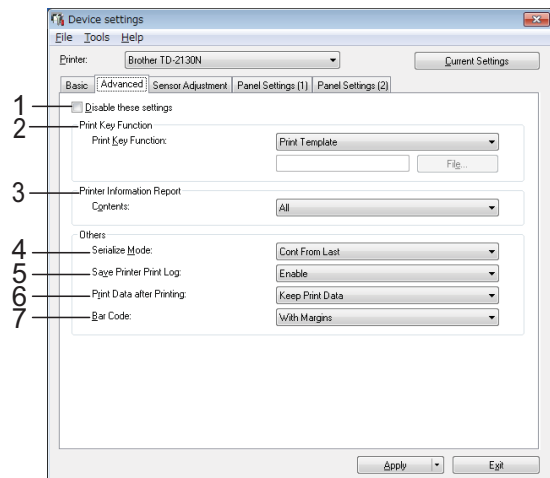 Device settings
File Tools Help
Printer: Brother TD-2130N Current Settings
Basic Advanced Sensor Adjustment Panel Settings (1) Panel Settings (2)
1 Disable these settings
2 Print Key Function
Print Key Function: Print Template
File...
3 Printer Information Report
Contents: All
Others
4 Serialize Mode: Cont From Last
5 Save Printer Print Log: Enable
6 Print Data after Printing: Keep Print Data
7 Bar Code: With Margins
Apply Exit